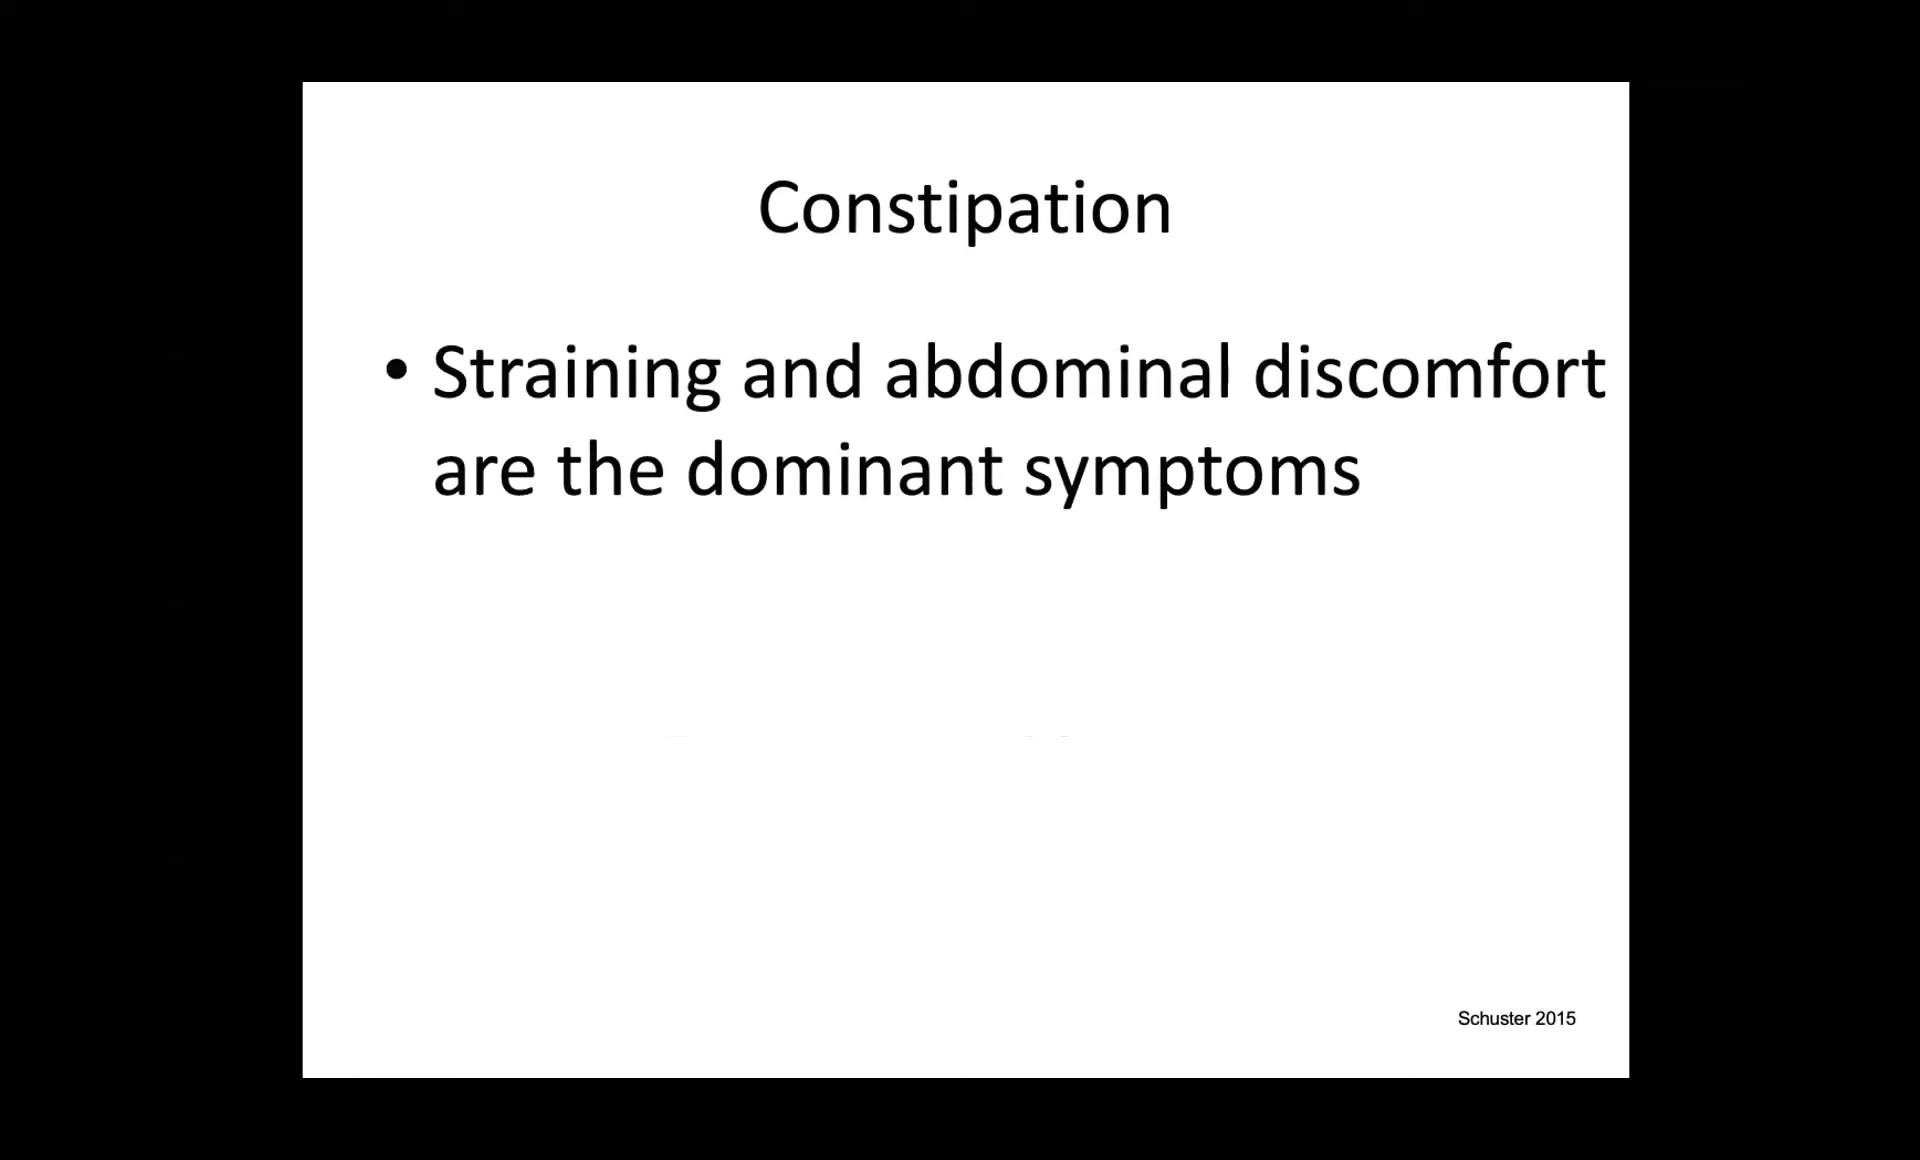 Constipation
• Straining and abdominal discomfort
are the dominant symptoms
Schuster 2015